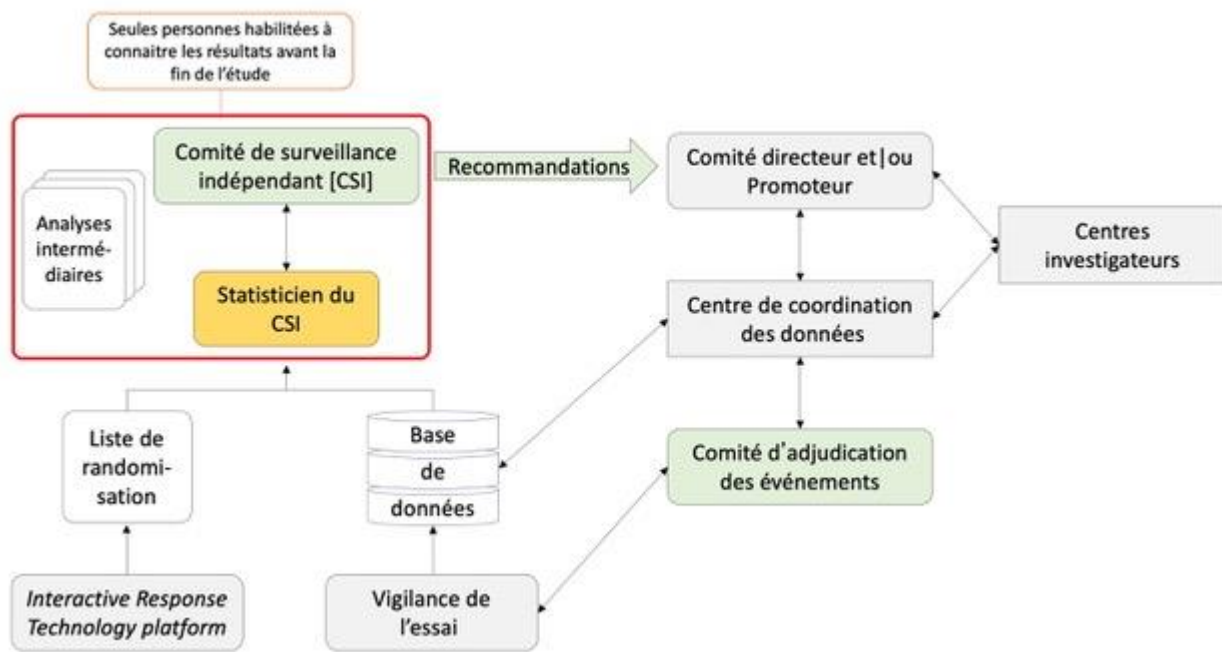 Seules personnes habilitées à
connaitre les résultats avant la
fin de l'étude
Comité de surveillance
indépendant [CSI]
Recommandations
Comité directeur et|ou
Promoteur
Analyses
intermé-
diaires
Centres
investigateurs
Statisticien du
CSI
Centre de coordination
des données
Liste de
randomi-
sation
Base
de
données
Comité d'adjudication
des événements
Interactive Response
Technology platform
Vigilance de
l'essai